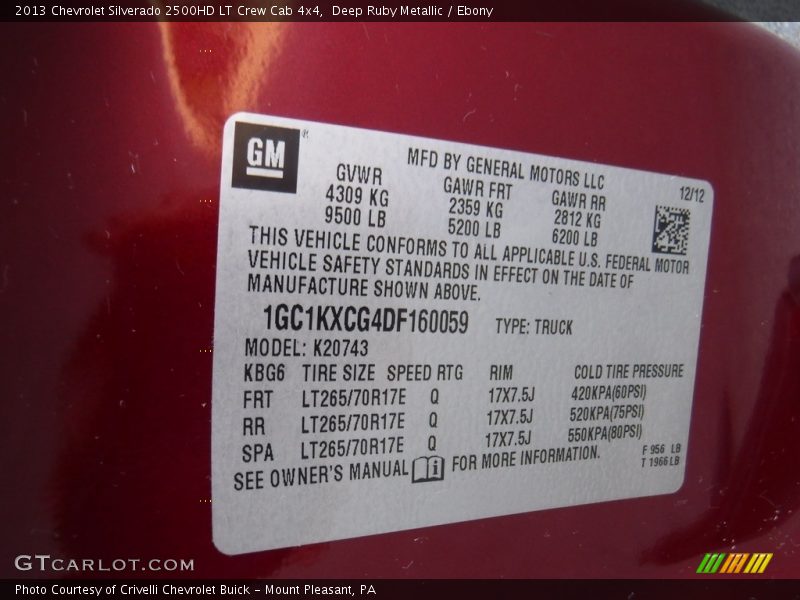 2013 Chevrolet Silverado 2500HD LT Crew Cab 4x4,  Deep Ruby Metallic / Ebony
GM ®
MFD BY GENERAL MOTORS LLC
12/12
GVWR GAWR FRT GAWR RR
4309 KG 2359 KG 2812 KG
9500 LB 5200 LB 6200 LB
THIS VEHICLE CONFORMS TO ALL APPLICABLE U.S. FEDERAL MOTOR
VEHICLE SAFETY STANDARDS IN EFFECT ON THE DATE OF
MANUFACTURE SHOWN ABOVE.
1GC1KXCG4DF160059 TYPE: TRUCK
MODEL: K20743
KBG6 TIRE SIZE SPEED RTG RIM COLD TIRE PRESSURE
FRT LT265/70R17E Q 17X7.5J 420KPA(60PSI)
RR LT265/70R17E Q 17X7.5J 520KPA(75PSI)
SPA LT265/70R17E Q 17X7.5J 550KPA(80PSI)
SEE OWNER'S MANUAL FOR MORE INFORMATION.
F 956 LB
T 1966 LB
GTCARLOT.COM
Photo Courtesy of Crivelli Chevrolet Buick – Mount Pleasant, PA